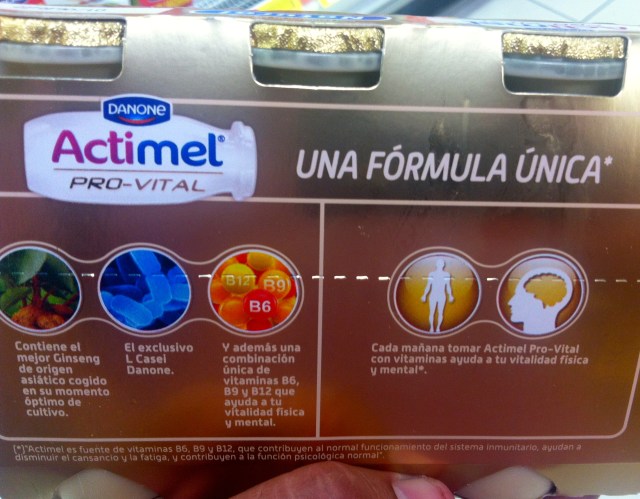 DANONE
Actimel®
PRO-VITAL
UNA FÓRMULA ÚNICA*
B12 B9
B6
Contiene el
mejor Ginseng
de origen
asiático cogido
en su momento
óptimo de
cultivo.
El exclusivo
L Casei
Danone.
Y además una
combinación
única de
vitaminas B6,
B9 y B12 que
ayuda a tu
vitalidad física
y mental.
Cada mañana tomar Actimel Pro-Vital
con vitaminas ayuda a tu vitalidad física
y mental*.
(*)"Actimel es fuente de vitaminas B6, B9 y B12, que contribuyen al normal funcionamiento del sistema inmunitario, ayudan a
disminuir el cansancio y la fatiga, y contribuyen a la función psicológica normal".